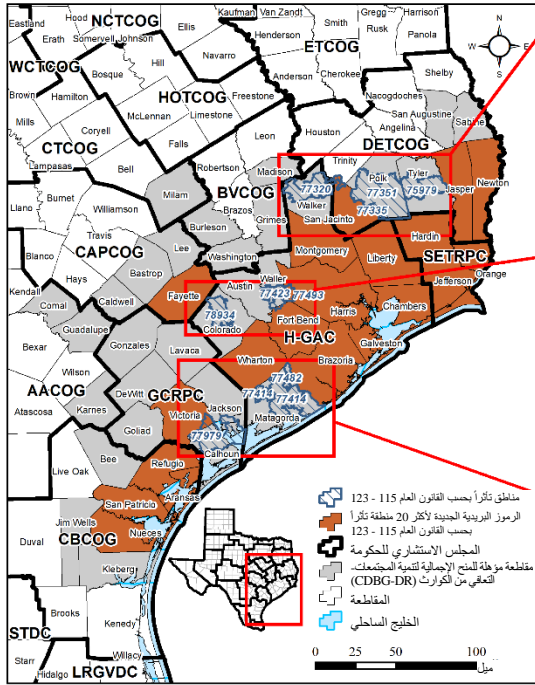 Eastland
Hood
Johnson
Ellis
Kaufman
Van Zandt
Smith
Gregg
Harrison
NCTCOG
Rusk
Panola
Erath
Somervell
Henderson
ETCOG
Hill
Navarro
Cherokee
Shelby
WCTCOG
Bosque
Anderson
Freestone
Nacogdoches
Brown
Hamilton
HOTCOG
McLennan
Limestone
San Augustine
Sabine
Mills
Coryell
Falls
Leon
Houston
Angelina
CTCOG
Trinity
DETCOG
Lampasas
Bell
Robertson
Madison
Polk
Tyler
BVCOG
77320
77351
75979
Jasper
Newton
Milam
Walker
77335
Llano
Burnet
Williamson
Brazos
Grimes
San Jacinto
Burleson
Hardin
Travis
Washington
Montgomery
Liberty
SETRPC
Blanco
CAPCOG
Lee
Orange
Hays
Bastrop
Austin
Waller
Jefferson
Kendall
Fayette
77423
77493
Harris
Chambers
Comal
Caldwell
78934
Fort Bend
Colorado
H-GAC
Galveston
Guadalupe
Gonzales
Lavaca
Bexar
Wharton
Brazoria
Wilson
77482
AACOG
DeWitt
GCRPC
Jackson
77414
77414
Atascosa
Karnes
Victoria
Matagorda
Goliad
77979
Bee
Calhoun
Live Oak
Refugio
San Patricio
Aransas
Jim Wells
Nueces
Duval
CBCOG
Kleberg
Brooks
Kenedy
STDC
Willacy
Starr
Hidalgo
LRGVDC
N
W
E
S
مناطق تتأثراً بحسب القانون العام 115 - 123
الرموز البريدية الجديدة لأكثر 20 منطقة تأثراً
بحسب القانون العام 115 - 123
المجلس الاستشاري للحكومة
مقاطعة مؤهلة للمنح الإجمالية لتنمية المجتمعات-
التعافي من الكوارث (CDBG-DR)
المقاطعة
الخليج الساحلي
0 25 50 100
ميل